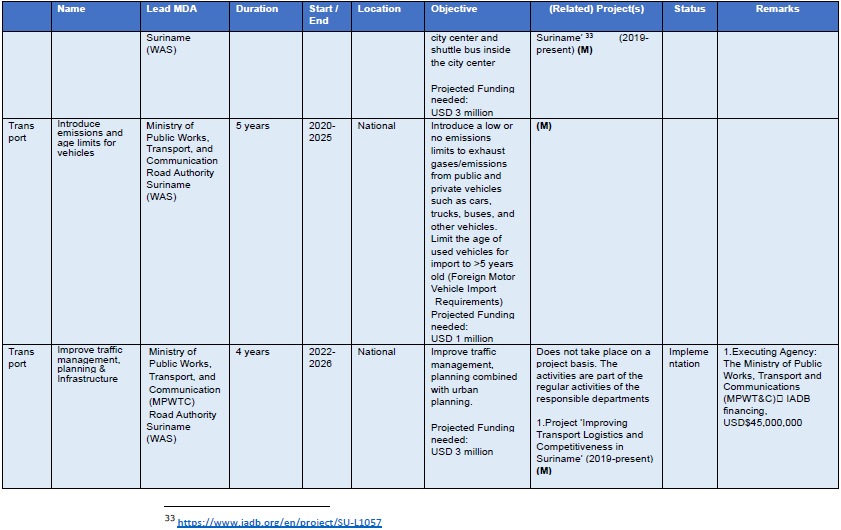 Name Lead MDA Duration Start / End Location Objective (Related) Project(s) Status Remarks
Suriname
(WAS)
city center and
shuttle bus inside
the city center
Projected Funding
needed:
USD 3 million
Suriname' 33 (2019-
present) (M)
Trans
port
Introduce
emissions and
age limits for
vehicles
Ministry of
Public Works,
Transport, and
Communication
Road Authority
Suriname
(WAS)
5 years
2020-
2025
National
Introduce a low or
no emissions
limits to exhaust
gases/emissions
from public and
private vehicles
such as cars,
trucks, buses, and
other vehicles.
Limit the age of
used vehicles for
import to >5 years
old (Foreign Motor
Vehicle Import
Requirements)
Projected Funding
needed:
USD 1 million
(M)
Trans
port
Improve traffic
management,
planning &
Infrastructure
Ministry of
Public Works,
Transport, and
Communication
(MPWTC)
Road Authority
Suriname
(WAS)
4 years
2022-
2026
National
Improve traffic
management,
planning combined
with urban
planning.
Projected Funding
needed:
USD 3 million
Does not take place on a
project basis. The
activities are part of the
regular activities of the
responsible departments
1.Project 'Improving
Transport Logistics and
Competitiveness in
Suriname' (2019-present)
(M)
Impleme
ntation
1.Executing Agency:
The Ministry of Public
Works, Transport and
Communications
(MPWT&C)□ IADB
financing,
USD$45,000,000
33 https://www.iadb.org/en/project/SU-L1057